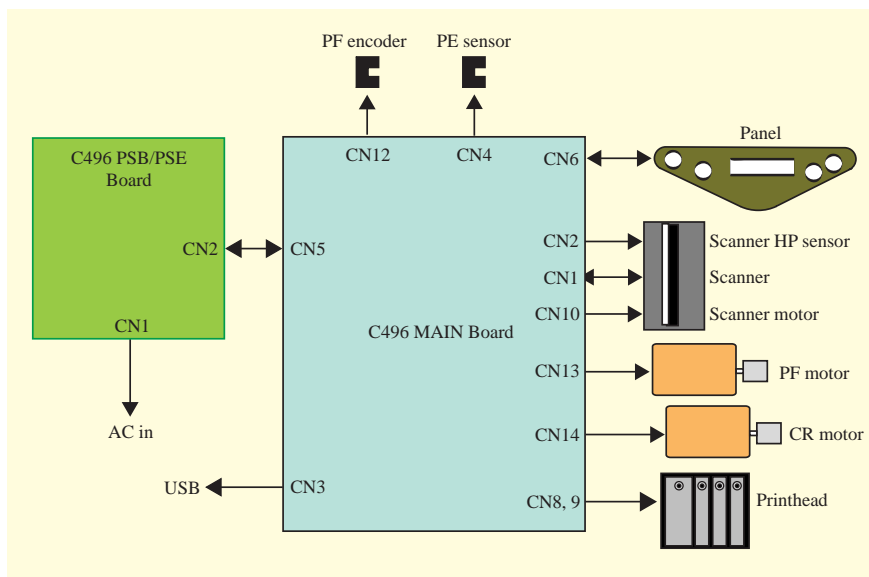 PF encoder
PE sensor
C496 PSB/PSE
Board
CN12
CN4
CN6
Panel
CN2
CN5
CN2
Scanner HP sensor
CN1
Scanner
CN10
Scanner motor
CN1
C496 MAIN Board
CN13
PF motor
AC in
CN14
CR motor
USB
CN3
CN8, 9
Printhead